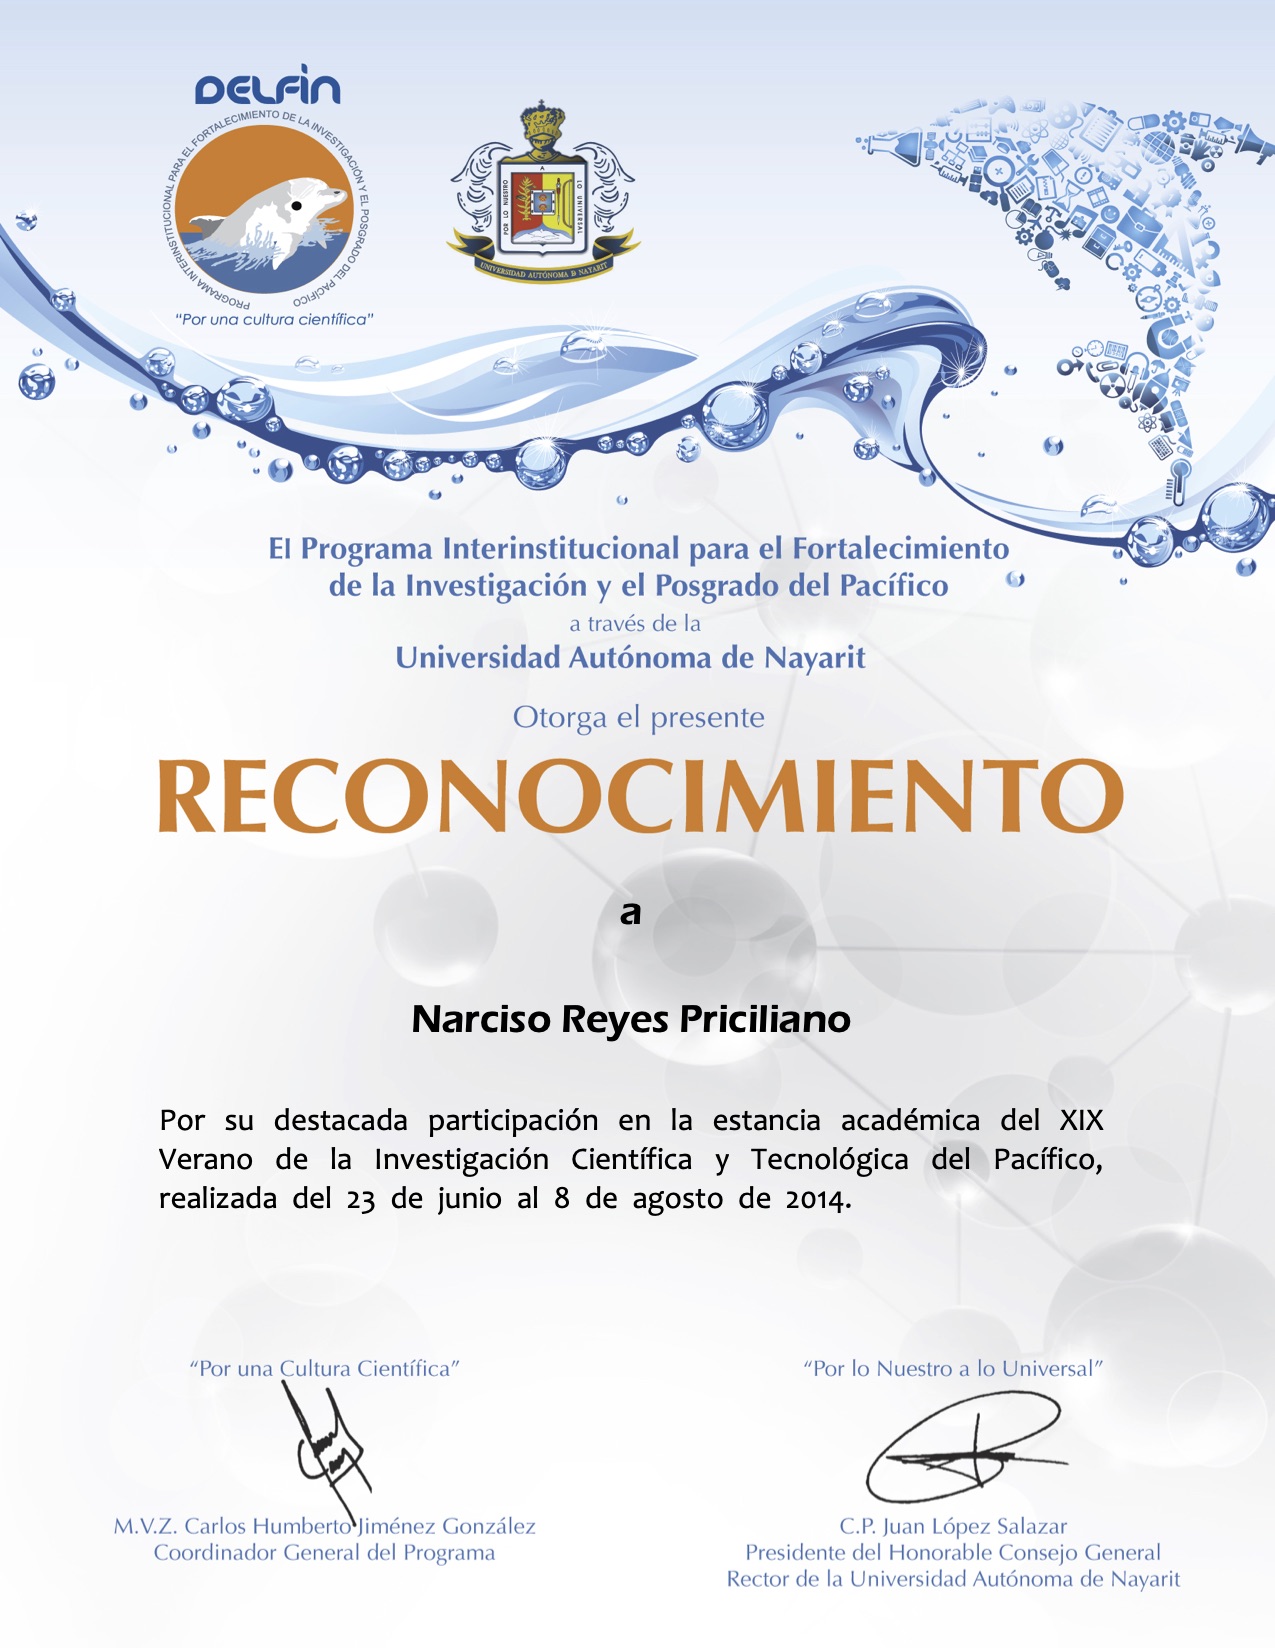 DELFIN
PROGRAMA INTERINSTITUCIONAL PARA EL FORTALECIMIENTO DE LA INVESTIGACIÓN Y EL POSGRADO DEL PACÍFICO
"Por una cultura científica"
A
POR LO NUESTRO
LO UNIVERSAL
UNIVERSIDAD AUTÓNOMA D NAYARIT
El Programa Interinstitucional para el Fortalecimiento
de la Investigación y el Posgrado del Pacífico
a través de la
Universidad Autónoma de Nayarit
Otorga el presente
RECONOCIMIENTO
a
Narciso Reyes Priciliano
Por su destacada participación en la estancia académica del XIX
Verano de la Investigación Científica y Tecnológica del Pacífico,
realizada del 23 de junio al 8 de agosto de 2014.
"Por una Cultura Científica"
M.V.Z. Carlos Humberto Jiménez González
Coordinador General del Programa
"Por lo Nuestro a lo Universal"
C.P. Juan López Salazar
Presidente del Honorable Consejo General
Rector de la Universidad Autónoma de Nayarit